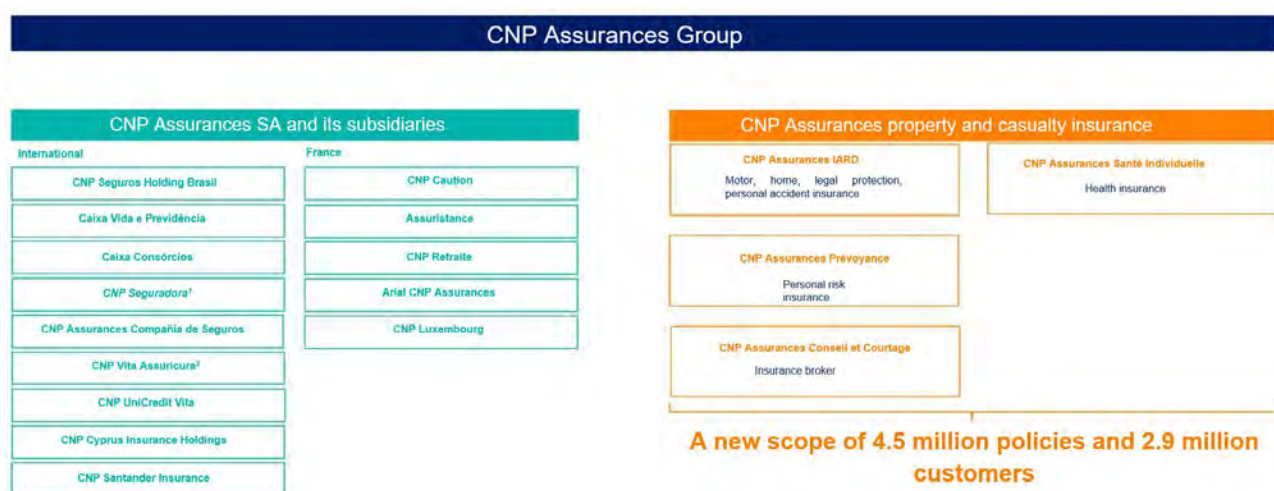 CNP Assurances Group
CNP Assurances SA and its subsidiaries
International
CNP Seguros Holding Brasil
Caixa Vida e Previdência
Caixa Consórcios
CNP Seguradora¹
CNP Assurances Compañia de Seguros
CNP Vita Assuricura²
CNP UniCredit Vita
CNP Cyprus Insurance Holdings
CNP Santander Insurance
France
CNP Caution
Assuristance
CNP Retraite
Arial CNP Assurances
CNP Luxembourg
CNP Assurances property and casualty insurance
CNP Assurances IARD
Motor, home, legal protection,
personal accident insurance
CNP Assurances Santé Individuelle
Health insurance
CNP Assurances Prévoyance
Personal risk
insurance
CNP Assurances Conseil et Courtage
Insurance broker
A new scope of 4.5 million policies and 2.9 million
customers